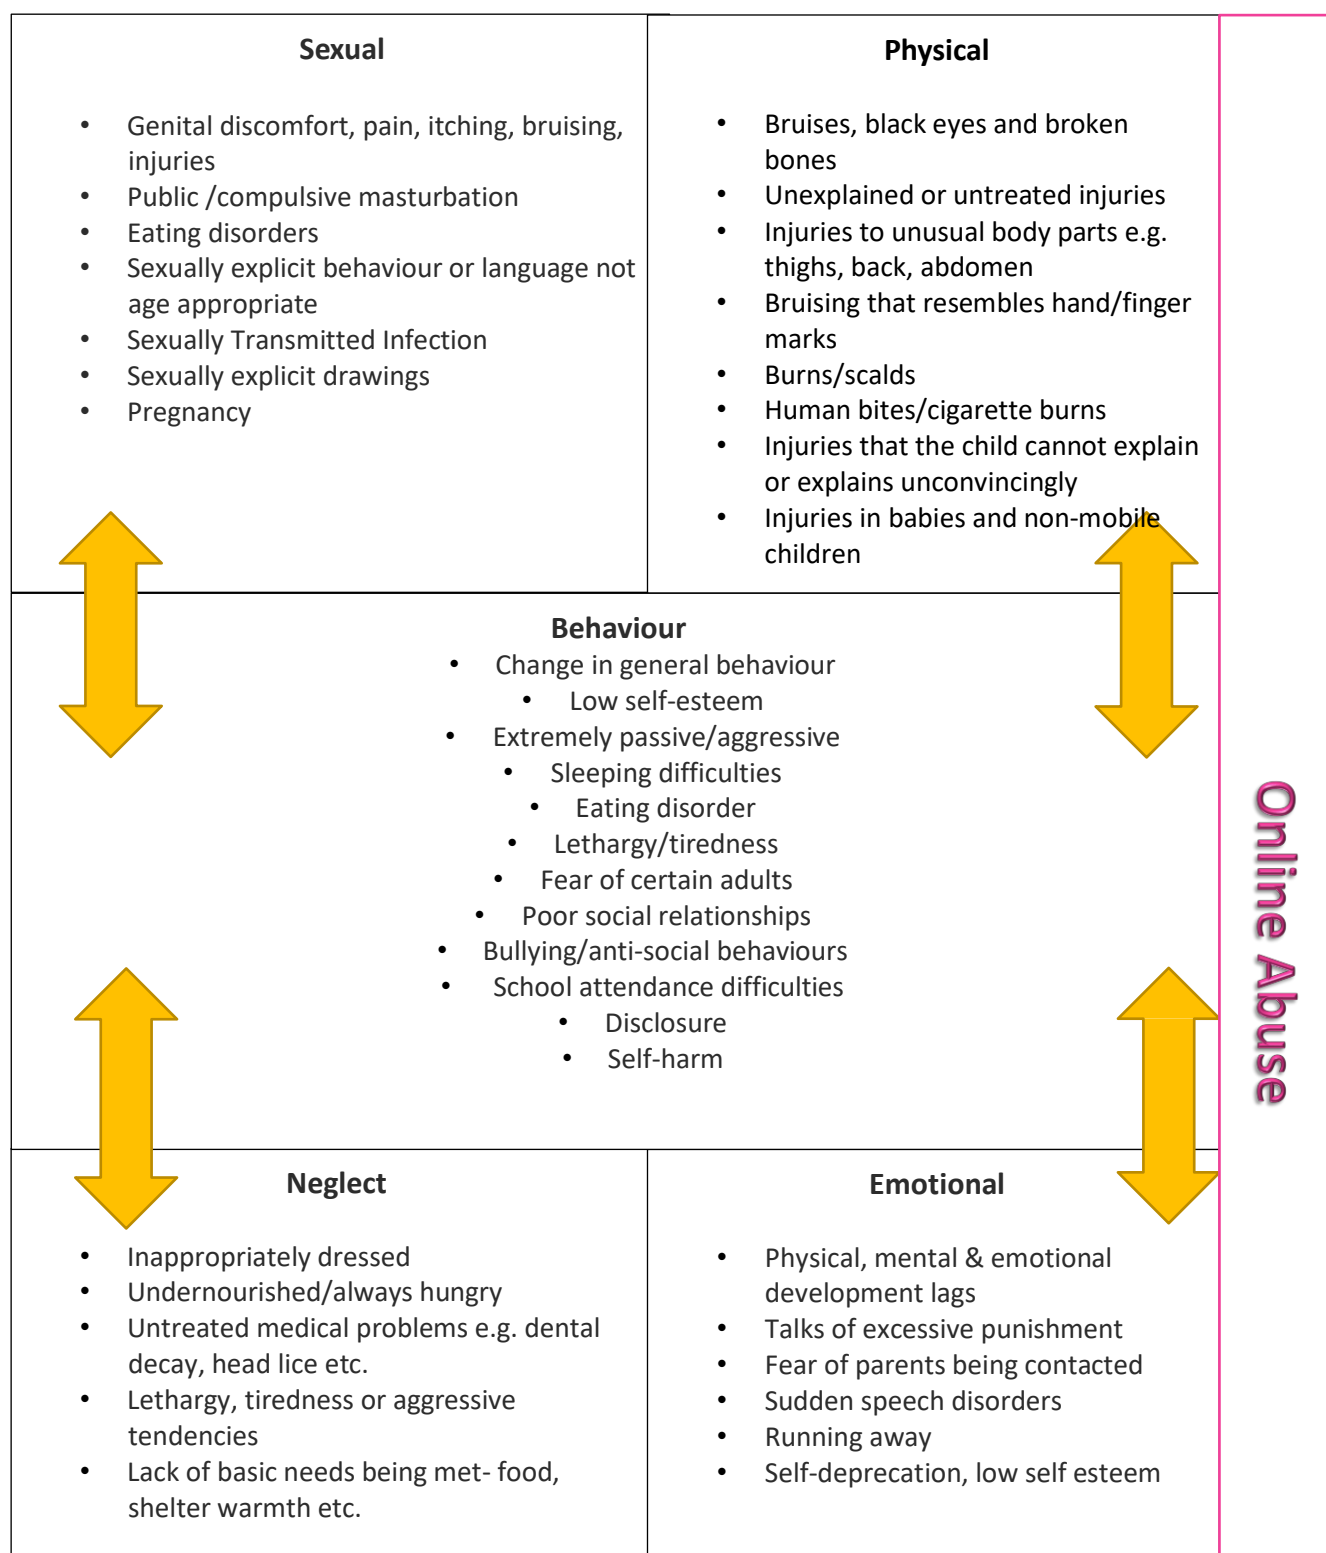 Sexual
• Genital discomfort, pain, itching, bruising,
injuries
• Public /compulsive masturbation
• Eating disorders
• Sexually explicit behaviour or language not
age appropriate
• Sexually Transmitted Infection
• Sexually explicit drawings
• Pregnancy
Physical
• Bruises, black eyes and broken
bones
• Unexplained or untreated injuries
• Injuries to unusual body parts e.g.
thighs, back, abdomen
• Bruising that resembles hand/finger
marks
• Burns/scalds
• Human bites/cigarette burns
• Injuries that the child cannot explain
or explains unconvincingly
• Injuries in babies and non-mobile
children
Behaviour
• Change in general behaviour
• Low self-esteem
• Extremely passive/aggressive
• Sleeping difficulties
• Eating disorder
• Lethargy/tiredness
• Fear of certain adults
• Poor social relationships
• Bullying/anti-social behaviours
• School attendance difficulties
• Disclosure
• Self-harm
Neglect
• Inappropriately dressed
• Undernourished/always hungry
• Untreated medical problems e.g. dental
decay, head lice etc.
• Lethargy, tiredness or aggressive
tendencies
• Lack of basic needs being met- food,
shelter warmth etc.
Emotional
• Physical, mental & emotional
development lags
• Talks of excessive punishment
• Fear of parents being contacted
• Sudden speech disorders
• Running away
• Self-deprecation, low self esteem
Online Abuse